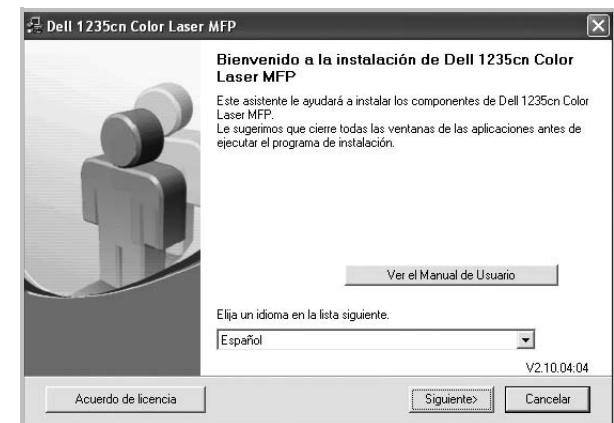 Dell 1235cn Color Laser MFP
Bienvenido a la instalación de Dell 1235cn Color
Laser MFP
Este asistente le ayudará a instalar los componentes de Dell 1235cn Color
Laser MFP.
Le sugerimos que cierre todas las ventanas de las aplicaciones antes de
ejecutar el programa de instalación.
Ver el Manual de Usuario
Elija un idioma en la lista siguiente.
Español
V2.10.04:04
Acuerdo de licencia
Siguiente>
Cancelar